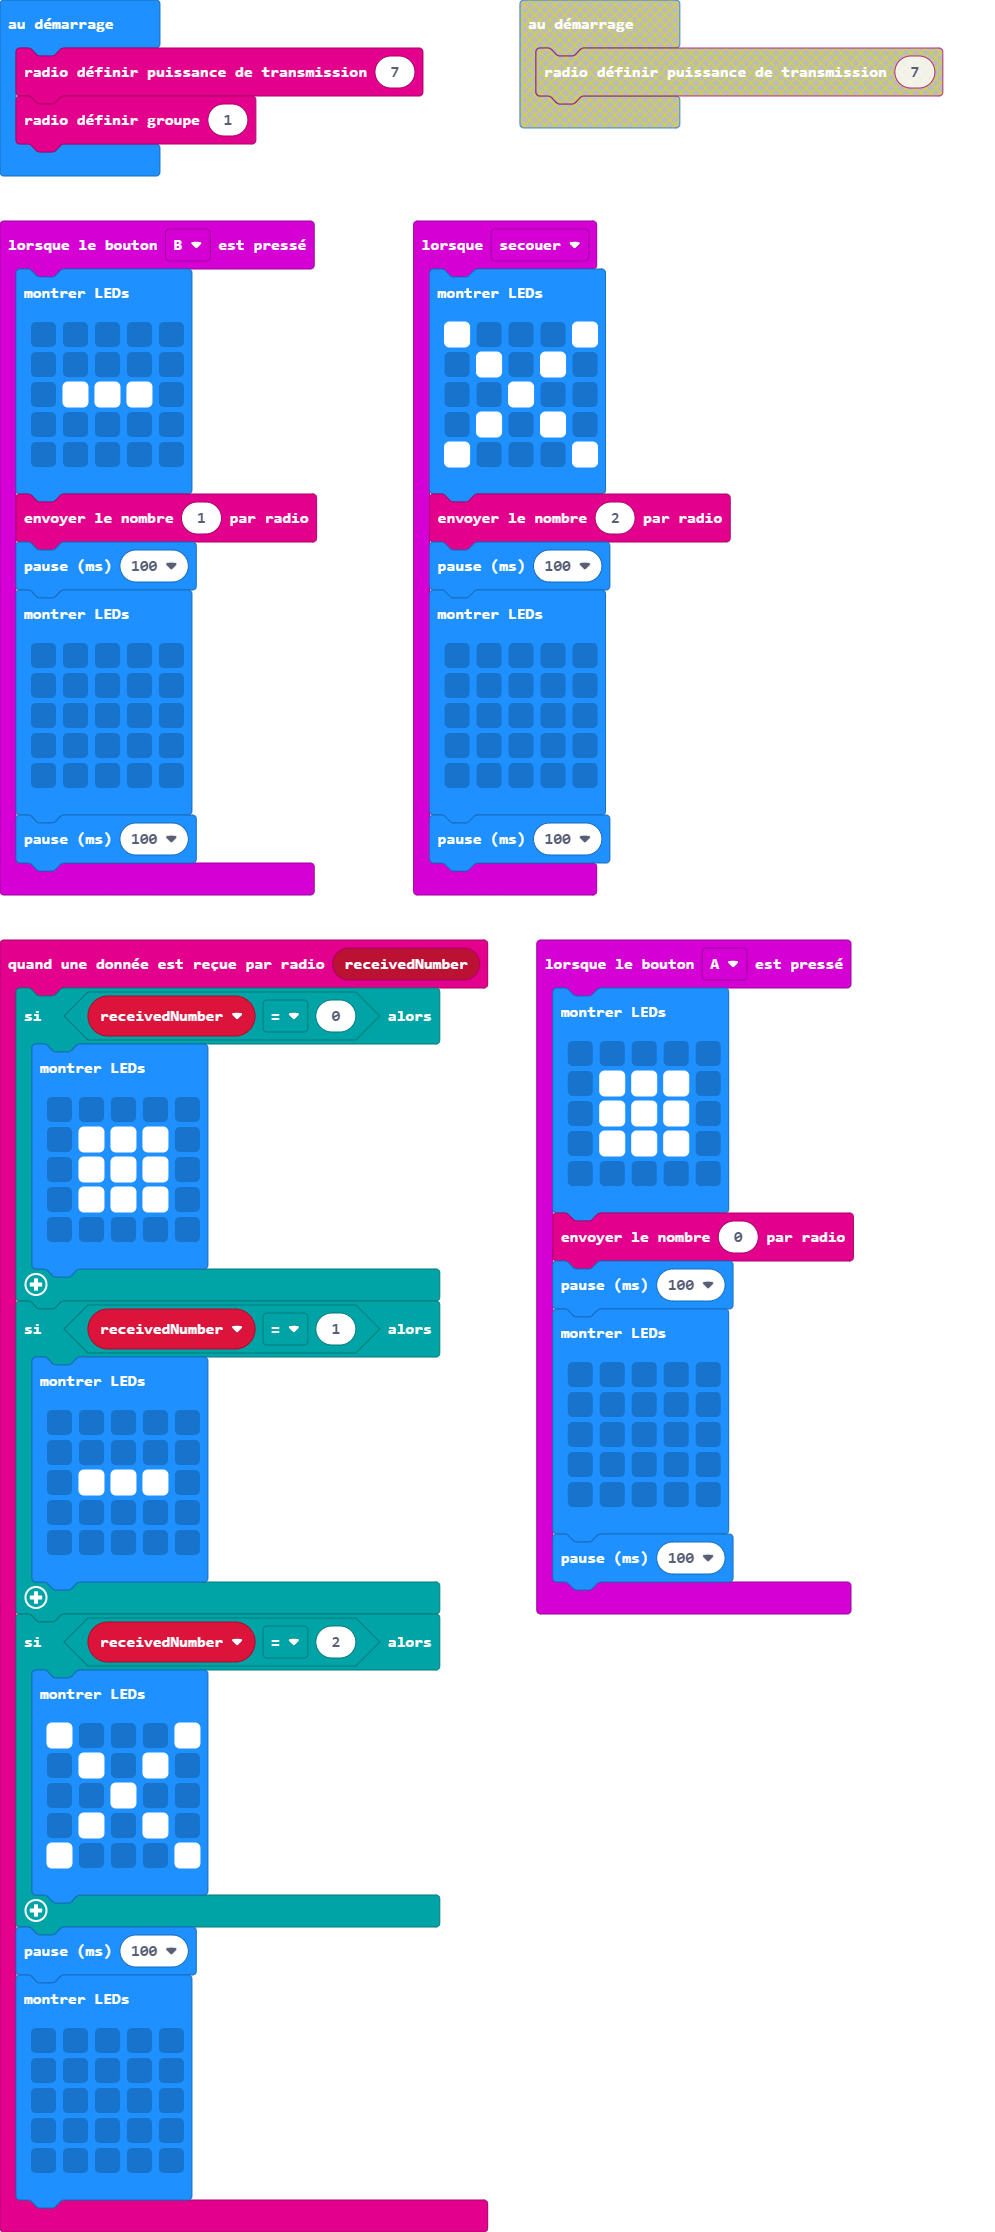 au démarrage
radio définir puissance de transmission 7
radio définir groupe 1
au démarrage
radio définir puissance de transmission 7
lorsque le bouton B est pressé
montrer LEDs
envoyer le nombre 1 par radio
pause (ms) 100
montrer LEDs
pause (ms) 100
lorsque secouer
montrer LEDs
envoyer le nombre 2 par radio
pause (ms) 100
montrer LEDs
pause (ms) 100
quand une donnée est reçue par radio receivedNumber
si receivedNumber = 0 alors
montrer LEDs
si receivedNumber = 1 alors
montrer LEDs
si receivedNumber = 2 alors
montrer LEDs
pause (ms) 100
montrer LEDs
lorsque le bouton A est pressé
montrer LEDs
envoyer le nombre 0 par radio
pause (ms) 100
montrer LEDs
pause (ms) 100